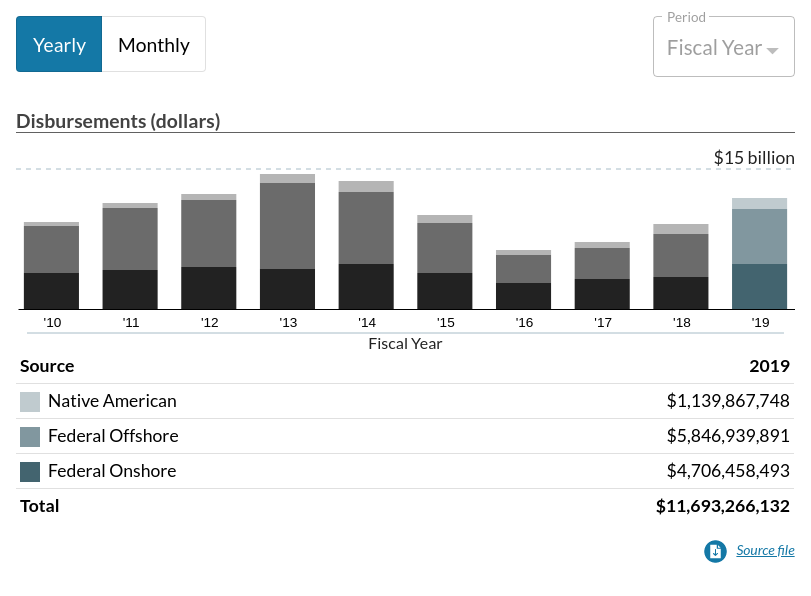 Yearly Monthly
Period
Fiscal Year
Disbursements (dollars)
$15 billion
'10 '11 '12 '13 '14 '15 '16 '17 '18 '19
Fiscal Year
Source 2019
Native American $1,139,867,748
Federal Offshore $5,846,939,891
Federal Onshore $4,706,458,493
Total $11,693,266,132
Source file